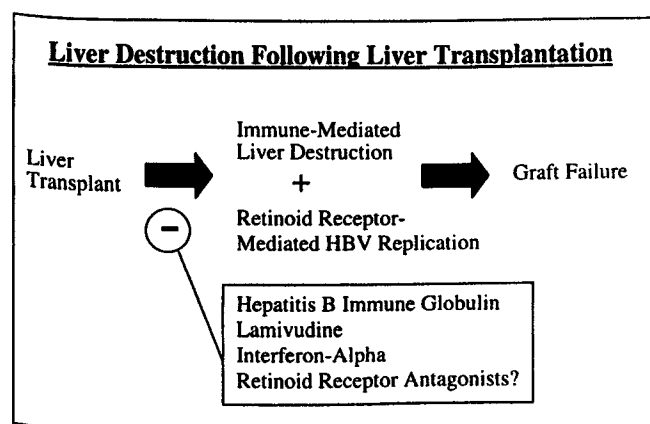 Liver Destruction Following Liver Transplantation
Immune-Mediated
Liver Destruction
Liver
Transplant
+
Graft Failure
Retinoid Receptor-
Mediated HBV Replication
−
Hepatitis B Immune Globulin
Lamivudine
Interferon-Alpha
Retinoid Receptor Antagonists?